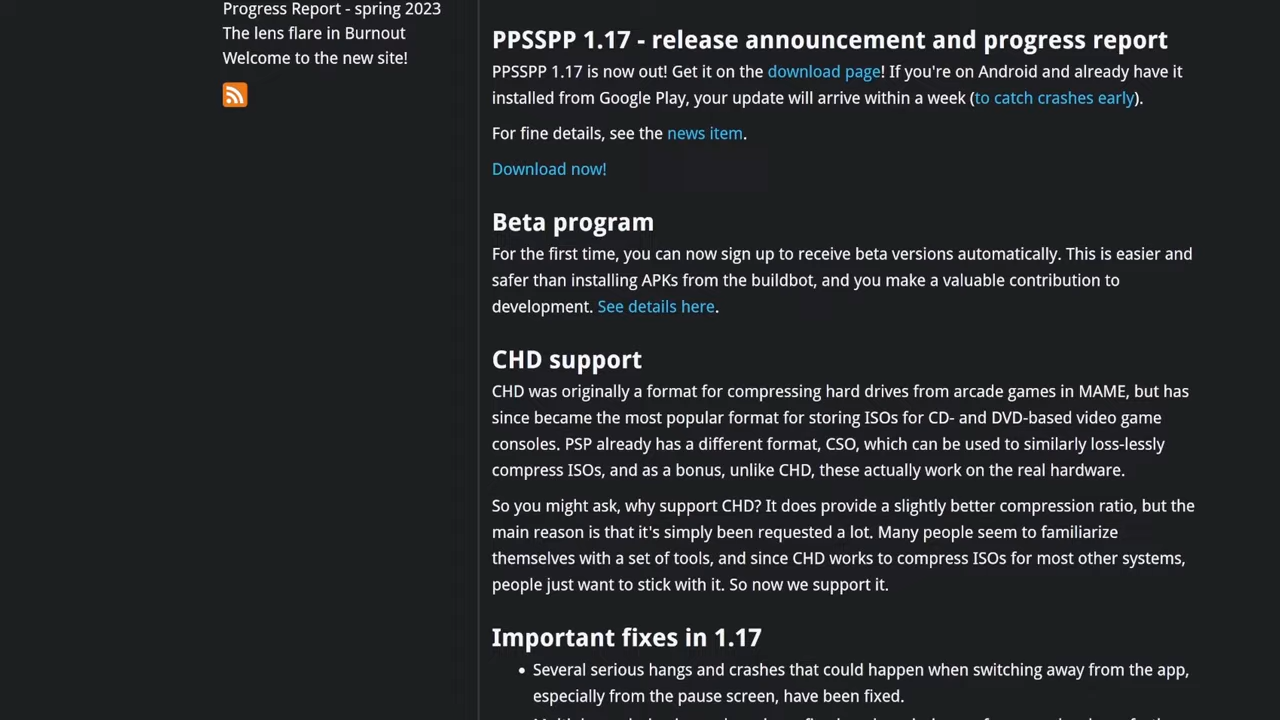 Progress Report - spring 2023
The lens flare in Burnout
Welcome to the new site!
PPSSPP 1.17 - release announcement and progress report
PPSSPP 1.17 is now out! Get it on the download page! If you're on Android and already have it
installed from Google Play, your update will arrive within a week (to catch crashes early).
For fine details, see the news item.
Download now!
Beta program
For the first time, you can now sign up to receive beta versions automatically. This is easier and
safer than installing APKs from the buildbot, and you make a valuable contribution to
development. See details here.
CHD support
CHD was originally a format for compressing hard drives from arcade games in MAME, but has
since became the most popular format for storing ISOs for CD- and DVD-based video game
consoles. PSP already has a different format, CSO, which can be used to similarly loss-lessly
compress ISOs, and as a bonus, unlike CHD, these actually work on the real hardware.
So you might ask, why support CHD? It does provide a slightly better compression ratio, but the
main reason is that it's simply been requested a lot. Many people seem to familiarize
themselves with a set of tools, and since CHD works to compress ISOs for most other systems,
people just want to stick with it. So now we support it.
Important fixes in 1.17
• Several serious hangs and crashes that could happen when switching away from the app,
especially from the pause screen, have been fixed.